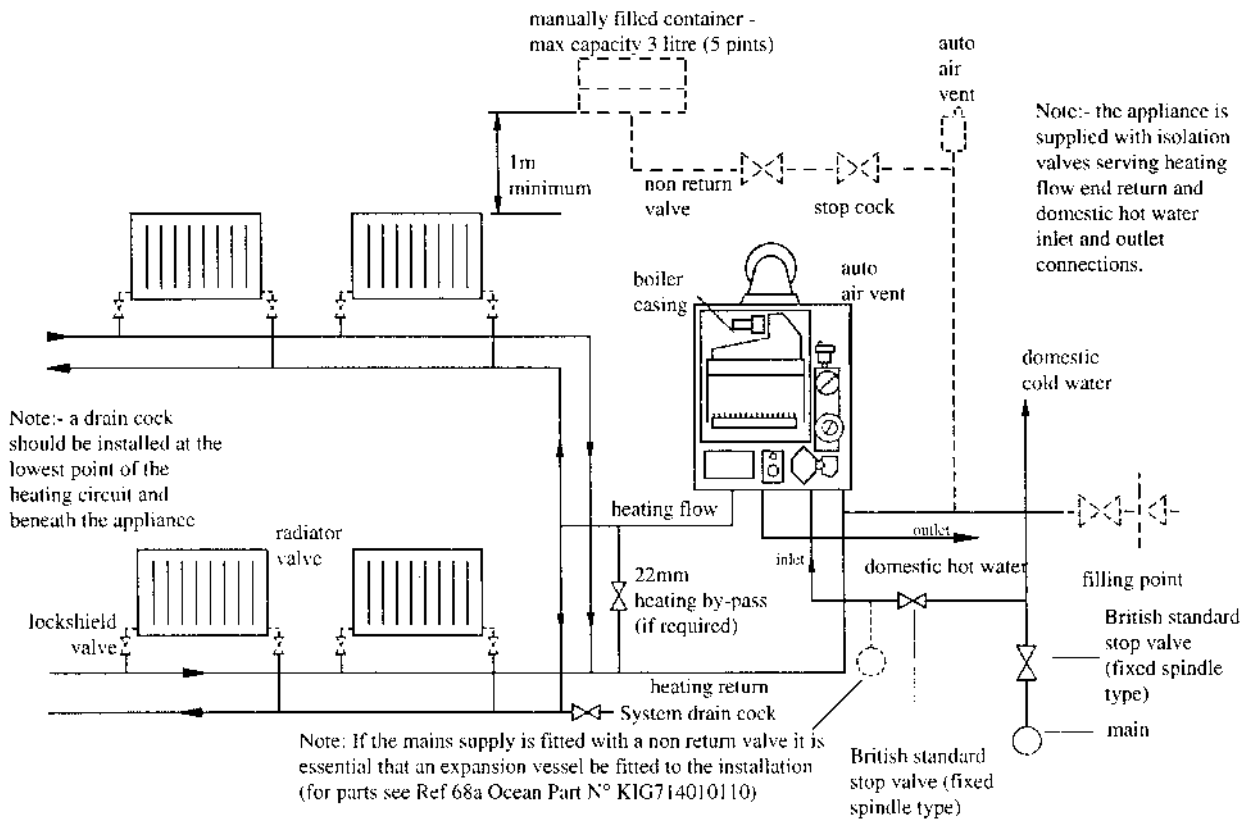 manually filled container -
max capacity 3 litre (5 pints)
auto
air
vent
Note:- the appliance is
supplied with isolation
valves serving heating
flow end return and
domestic hot water
inlet and outlet
connections.
1m
minimum
non return
valve
stop cock
boiler
casing
auto
air vent
domestic
cold water
Note:- a drain cock
should be installed at the
lowest point of the
heating circuit and
beneath the appliance
heating flow
radiator
valve
outlet
inlet
domestic hot water
filling point
22mm
heating by-pass
(if required)
lockshield
valve
British standard
stop valve
(fixed spindle
type)
heating return
System drain cock
main
Note: If the mains supply is fitted with a non return valve it is
essential that an expansion vessel be fitted to the installation
(for parts see Ref 68a Ocean Part N° KIG714010110)
British standard
stop valve (fixed
spindle type)